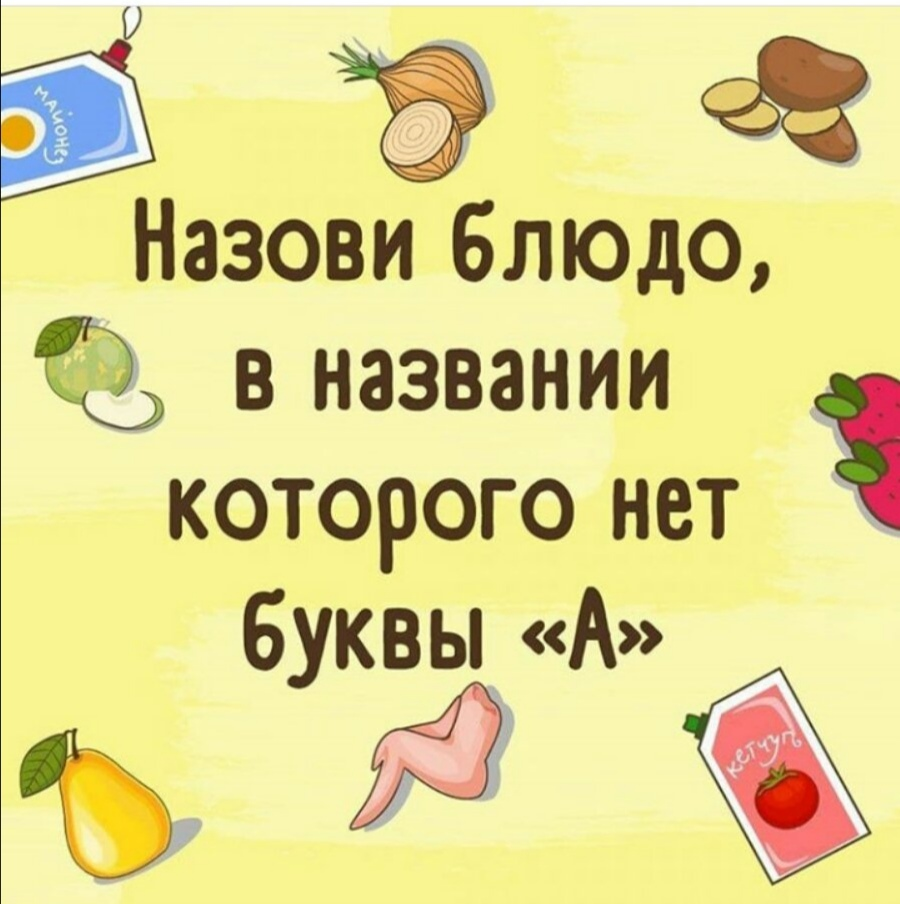 майонез
Назови блюдо,
в названии
которого нет
буквы «А»
кетчуп